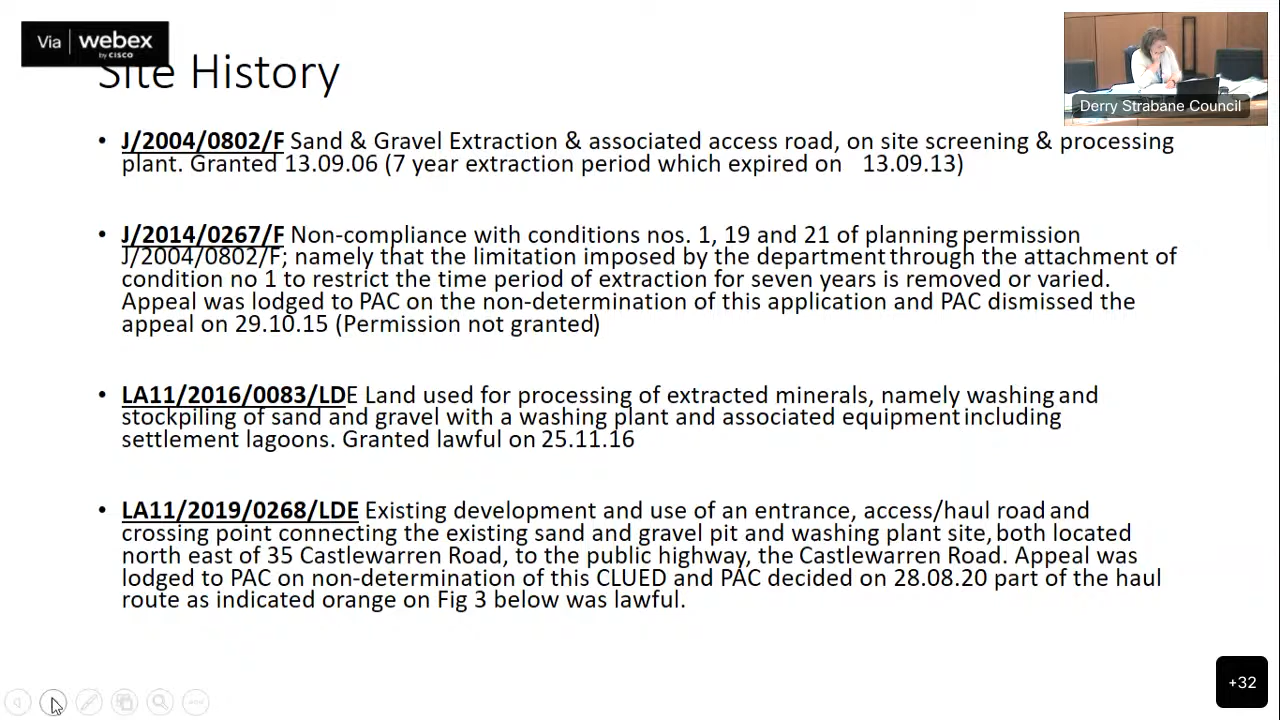 Via webex
by CISCO
Site History
Derry Strabane Council
• J/2004/0802/F Sand & Gravel Extraction & associated access road, on site screening & processing
plant. Granted 13.09.06 (7 year extraction period which expired on 13.09.13)
• J/2014/0267/F Non-compliance with conditions nos. 1, 19 and 21 of planning permission
J/2004/0802/F; namely that the limitation imposed by the department through the attachment of
condition no 1 to restrict the time period of extraction for seven years is removed or varied.
Appeal was lodged to PAC on the non-determination of this application and PAC dismissed the
appeal on 29.10.15 (Permission not granted)
• LA11/2016/0083/LDE Land used for processing of extracted minerals, namely washing and
stockpiling of sand and gravel with a washing plant and associated equipment including
settlement lagoons. Granted lawful on 25.11.16
• LA11/2019/0268/LDE Existing development and use of an entrance, access/haul road and
crossing point connecting the existing sand and gravel pit and washing plant site, both located
north east of 35 Castlewarren Road, to the public highway, the Castlewarren Road. Appeal was
lodged to PAC on non-determination of this CLUED and PAC decided on 28.08.20 part of the haul
route as indicated orange on Fig 3 below was lawful.
+32